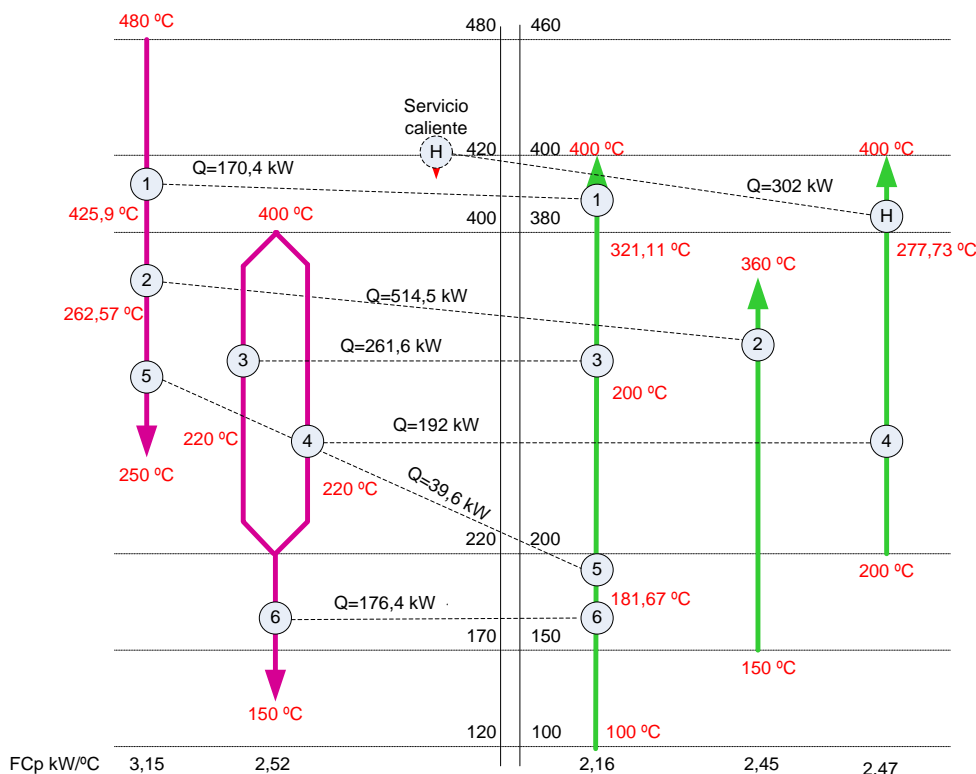 480 ºC
480
460
Servicio
caliente
H
420
400
400 ºC
400 ºC
Q=170,4 kW
Q=302 kW
1
1
425,9 ºC
400 ºC
H
400
380
321,11 ºC
277,73 ºC
360 ºC
2
Q=514,5 kW
262,57 ºC
2
3
Q=261,6 kW
3
5
200 ºC
220 ºC
4
Q=192 kW
4
250 ºC
220 ºC
Q=39,6 kW
220
200
5
200 ºC
181,67 ºC
6
Q=176,4 kW
6
170
150
150 ºC
150 ºC
120
100
100 ºC
FCp kW/ºC
3,15
2,52
2,16
2,45
2,47